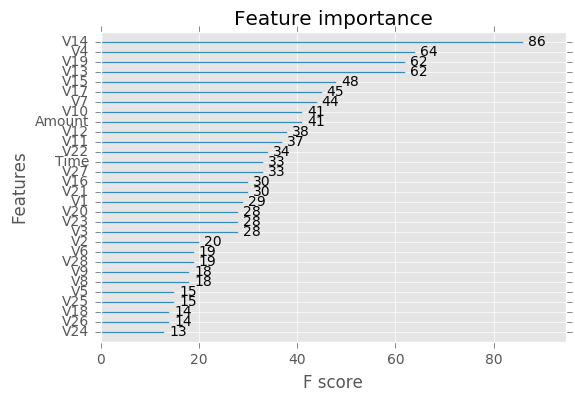 Feature importance
V14 86
V4 64
V19 62
V13 62
V15 48
V17 45
V7 44
V10 41
Amount 41
V12 38
V11 37
V22 34
Time 33
V27 33
V16 30
V21 30
V1 29
V20 28
V23 28
V3 28
V2 20
V6 19
V28 19
V9 18
V8 18
V5 15
V25 15
V18 14
V26 14
V24 13
0 20 40 60 80
F score
Features